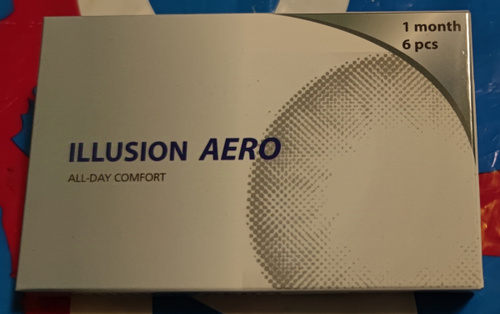 1 month
6 pcs
ILLUSION AERO
ALL-DAY COMFORT